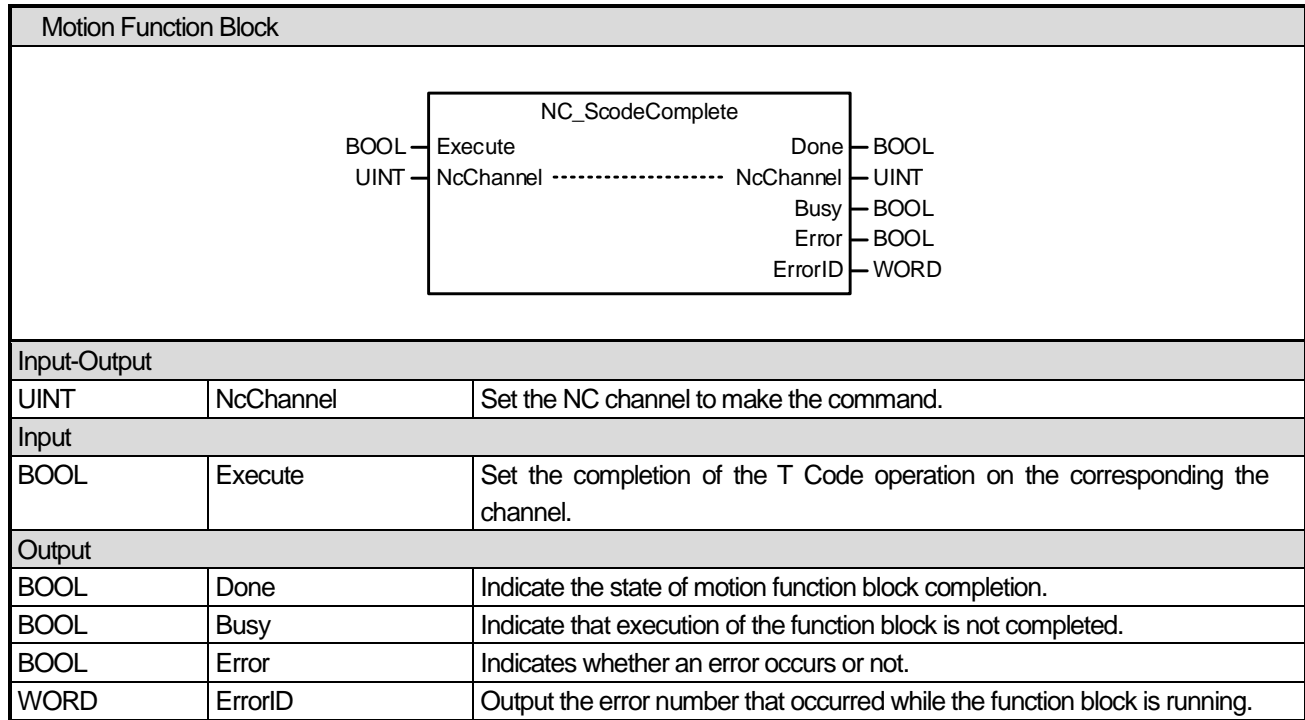 Motion Function Block
NC_ScodeComplete
BOOL Execute Done BOOL
UINT NcChannel NcChannel UINT
Busy BOOL
Error BOOL
ErrorID WORD
Input-Output
UINT NcChannel Set the NC channel to make the command.
Input
BOOL Execute Set the completion of the T Code operation on the corresponding the
channel.
Output
BOOL Done Indicate the state of motion function block completion.
BOOL Busy Indicate that execution of the function block is not completed.
BOOL Error Indicates whether an error occurs or not.
WORD ErrorID Output the error number that occurred while the function block is running.